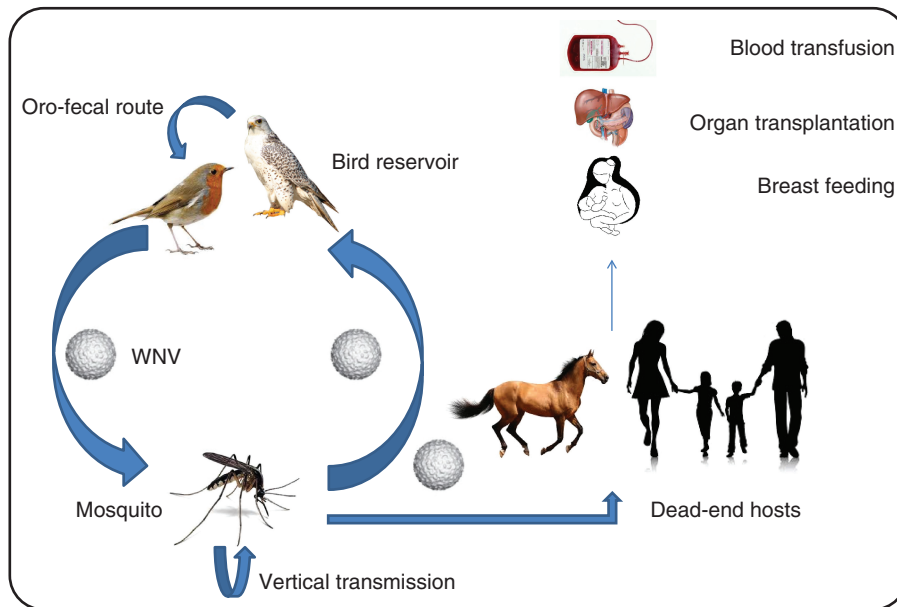 Blood transfusion
Oro-fecal route
Organ transplantation
Bird reservoir
Breast feeding
WNV
Mosquito
Dead-end hosts
Vertical transmission